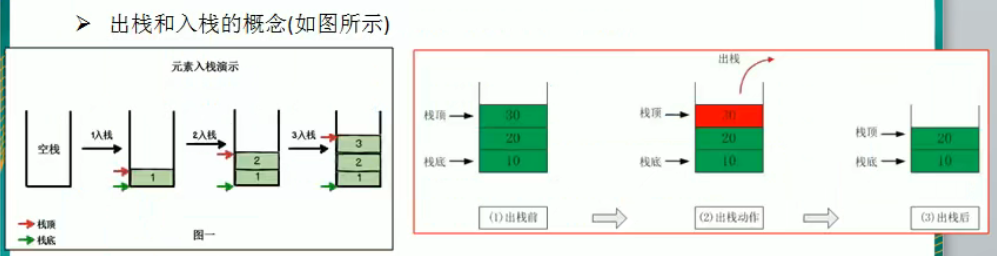 ➢ 出栈和入栈的概念(如图所示)
元素入栈演示
空栈
1入栈
2入栈
3入栈
1
2
1
3
2
1
栈顶
栈底
图一
出栈
栈顶
栈底
30
20
10
(1)出栈前
栈顶
栈底
30
20
10
(2)出栈动作
栈顶
栈底
20
10
(3)出栈后